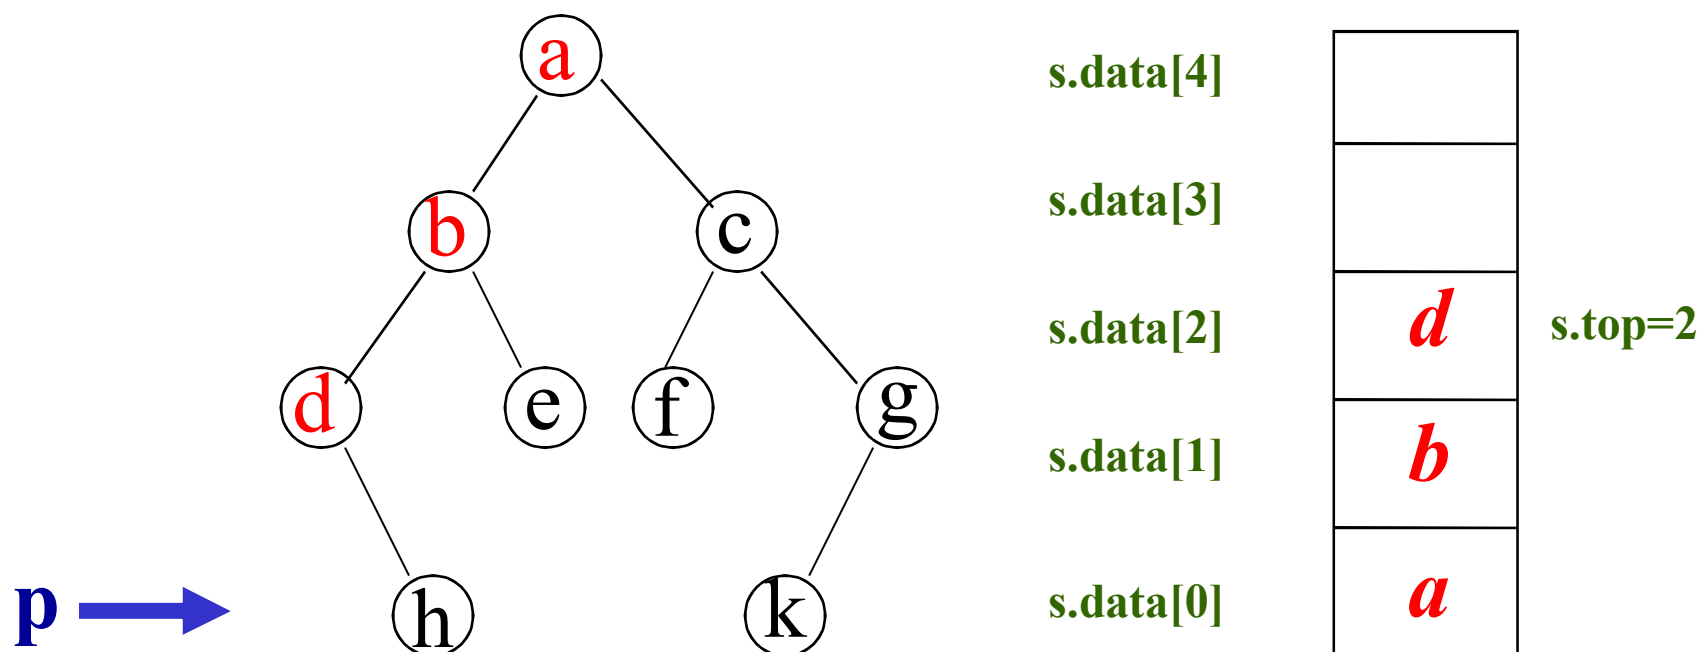 a
s.data[4]
b
c
s.data[3]
d
e
f
g
s.data[2]
d
s.top=2
s.data[1]
b
p
h
k
s.data[0]
a